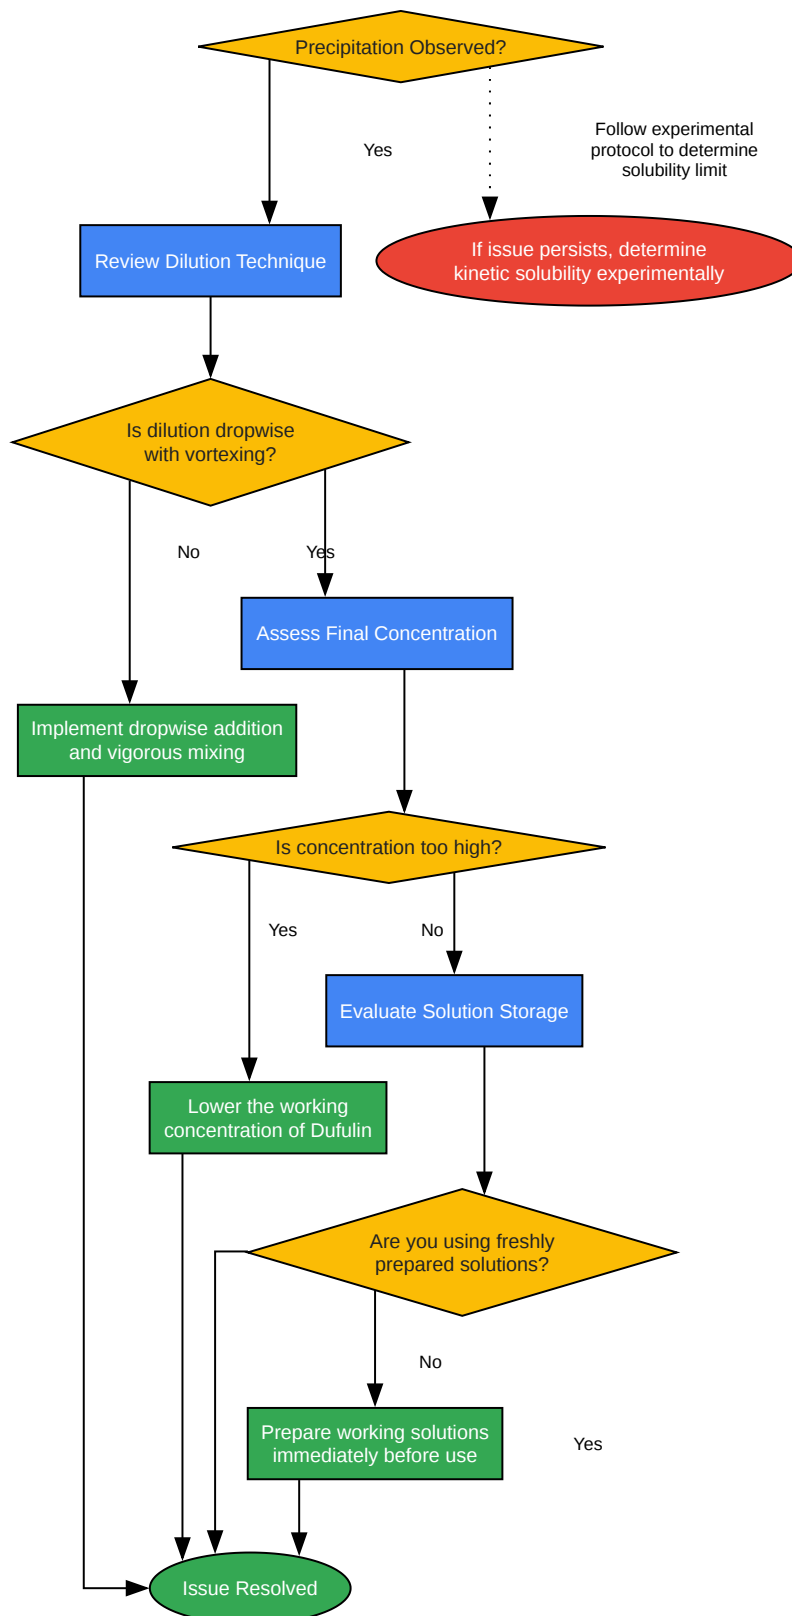 Precipitation Observed?
Yes
Follow experimental
protocol to determine
solubility limit
Review Dilution Technique
If issue persists, determine
kinetic solubility experimentally
Is dilution dropwise
with vortexing?
No
Yes
Assess Final Concentration
Implement dropwise addition
and vigorous mixing
Is concentration too high?
Yes
No
Evaluate Solution Storage
Lower the working
concentration of Dufulin
Are you using freshly
prepared solutions?
No
Prepare working solutions
immediately before use
Yes
Issue Resolved